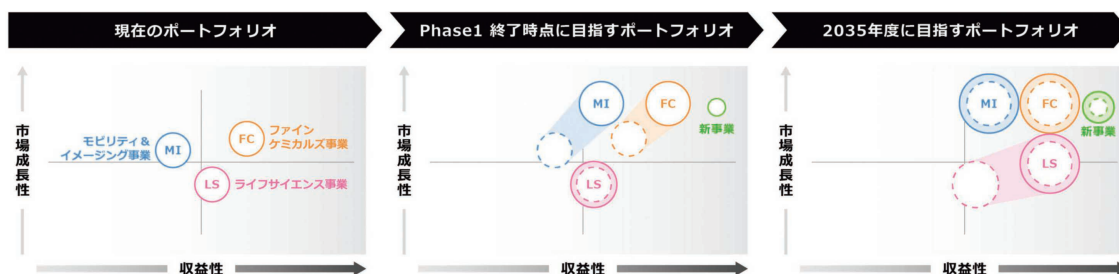 現在のポートフォリオ
市場成長性
モビリティ&
イメージング事業
MI
FC
ファイン
ケミカルズ事業
LS
ライフサイエンス事業
収益性
Phase1 終了時点に目指すポートフォリオ
市場成長性
MI
FC
新事業
LS
収益性
2035年度に目指すポートフォリオ
市場成長性
MI
FC
新事業
LS
収益性